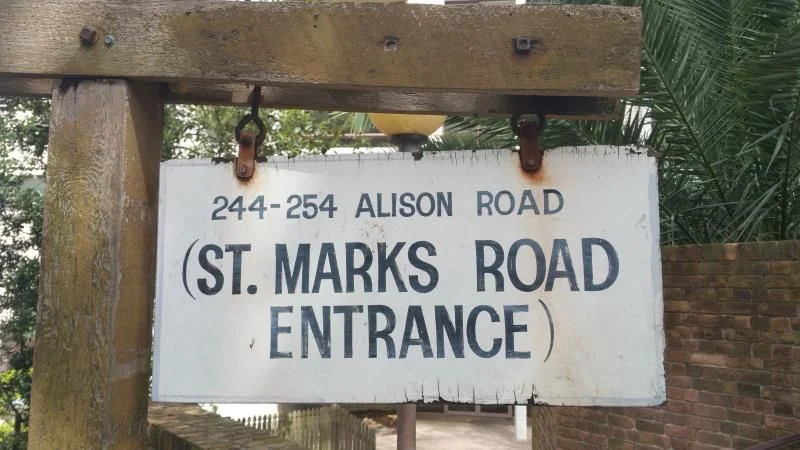 244-254 ALISON ROAD
(ST. MARKS ROAD
ENTRANCE)